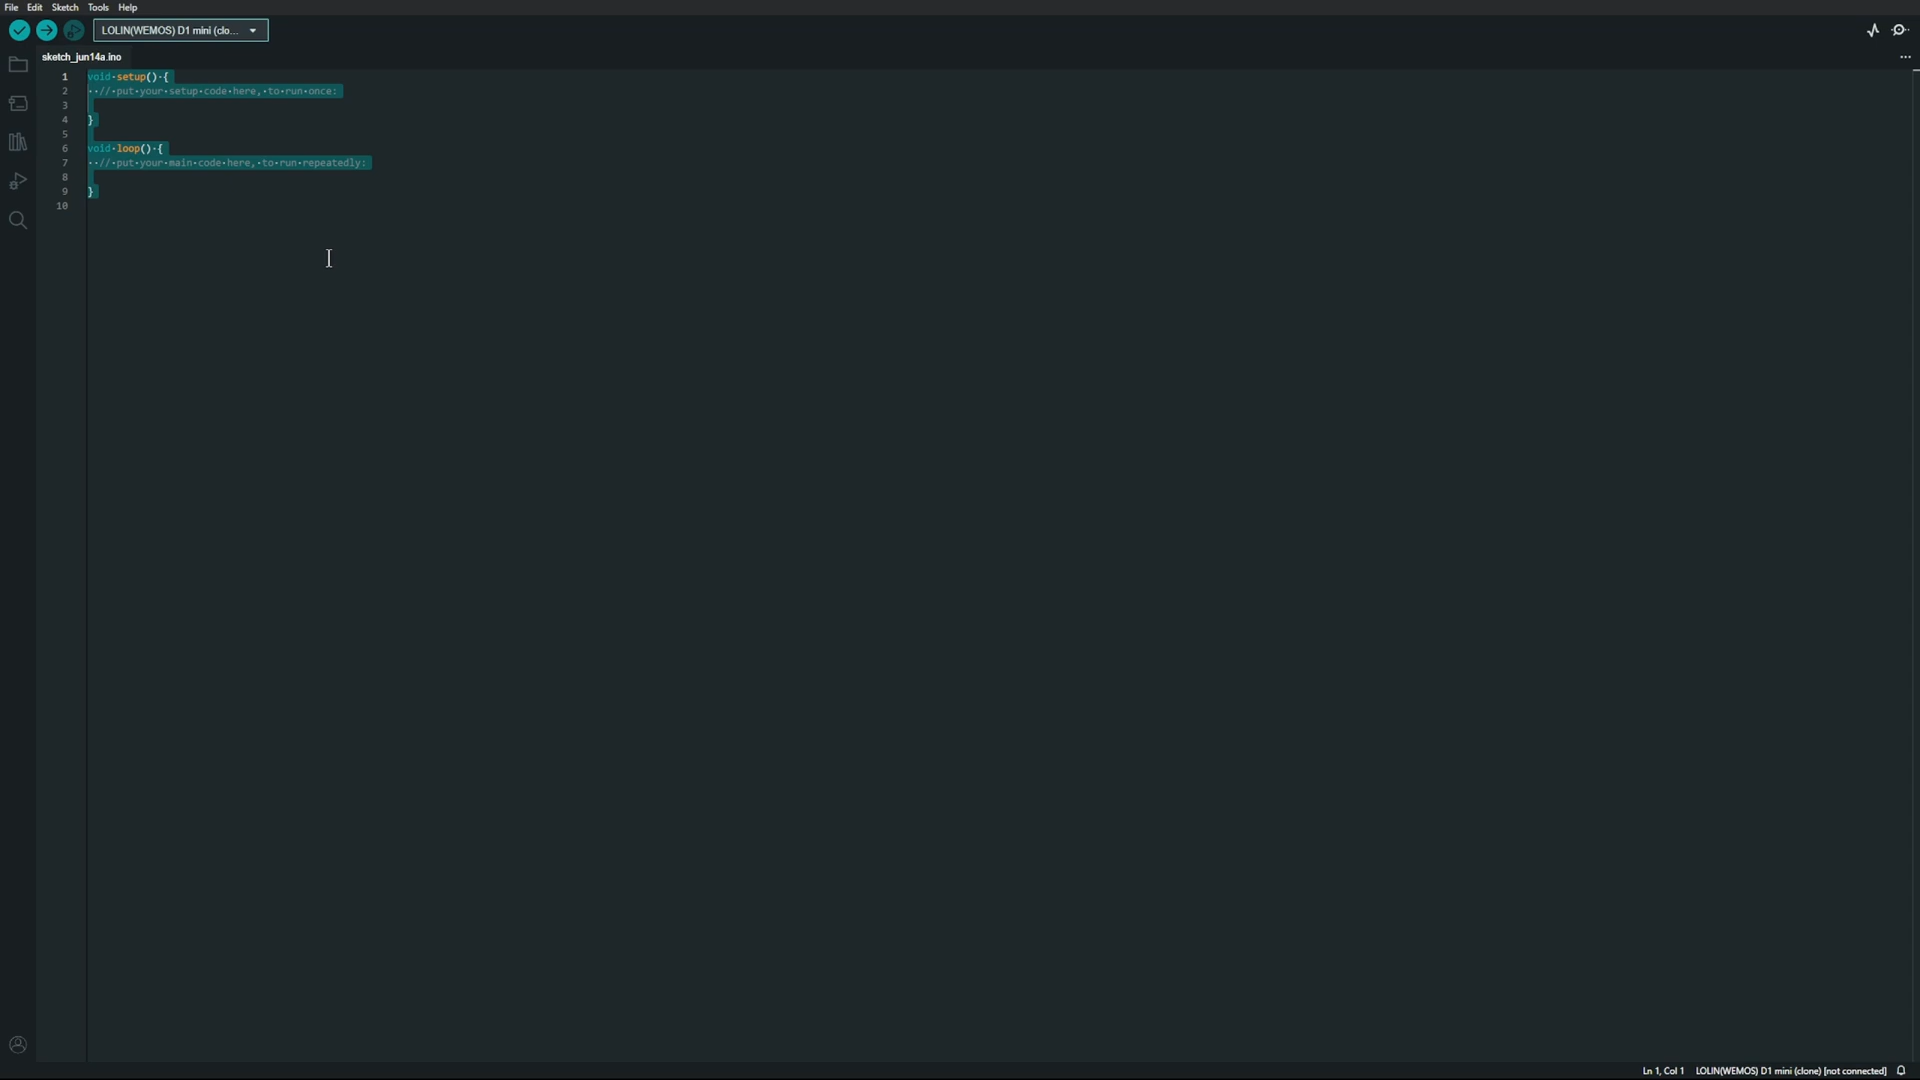 File Edit Sketch Tools Help
LOLIN(WEMOS) D1 mini (clo...
sketch_jun14a.ino
1 void setup() {
2   // put your setup code here, to run once:
3
4 }
5
6 void loop() {
7   // put your main code here, to run repeatedly:
8
9 }
10
Ln 1, Col 1 LOLIN(WEMOS) D1 mini (clone) [not connected]